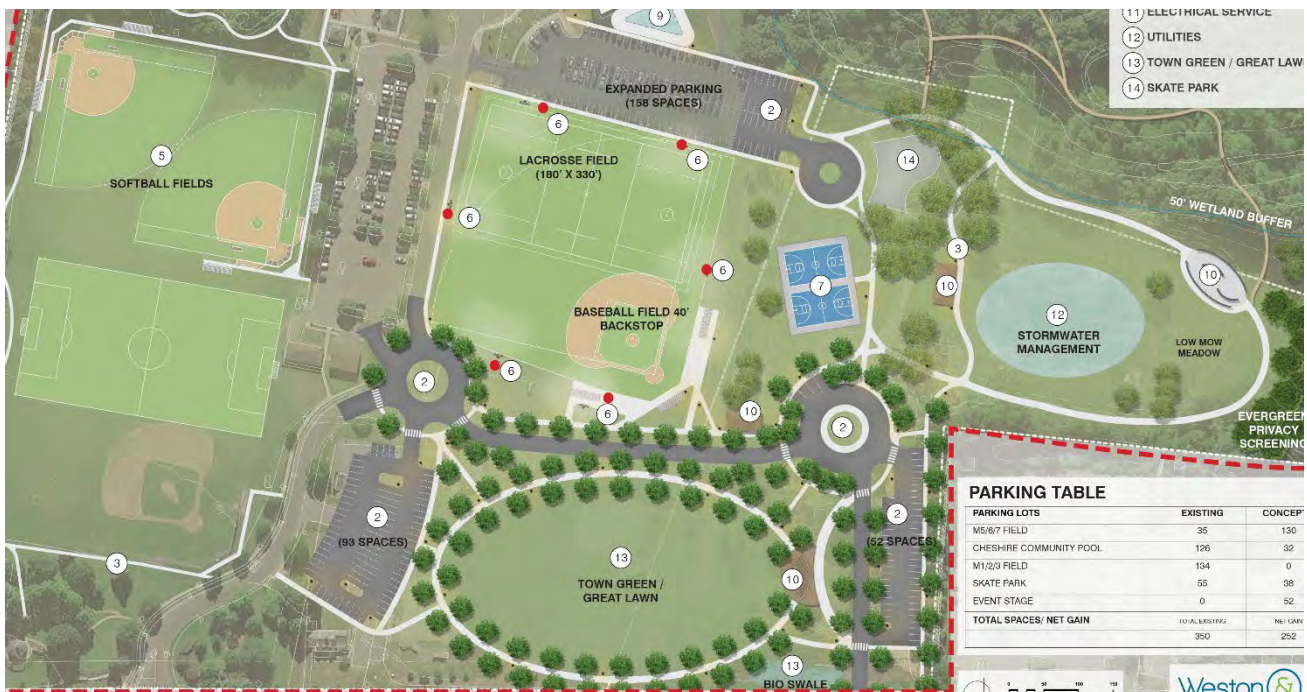 11 ELECTRICAL SERVICE
12 UTILITIES
13 TOWN GREEN / GREAT LAWN
14 SKATE PARK
9
EXPANDED PARKING
(158 SPACES)
2
6
6
LACROSSE FIELD
(180' X 330')
14
5
SOFTBALL FIELDS
6
50' WETLAND BUFFER
3
6
10
10
7
BASEBALL FIELD 40'
BACKSTOP
12
STORMWATER
MANAGEMENT
LOW MOW
MEADOW
6
2
6
10
2
EVERGREEN
PRIVACY
SCREENING
2
(93 SPACES)
2
(52 SPACES)
3
13
TOWN GREEN /
GREAT LAWN
10
13
BIO SWALE
PARKING TABLE
PARKING LOTS EXISTING CONCEPT
M5/6/7 FIELD 35 130
CHESHIRE COMMUNITY POOL 126 32
M1/2/3 FIELD 134 0
SKATE PARK 55 38
EVENT STAGE 0 52
TOTAL SPACES/ NET GAIN TOTAL EXISTING NET GAIN
350 252
0 50 100 150
Weston &